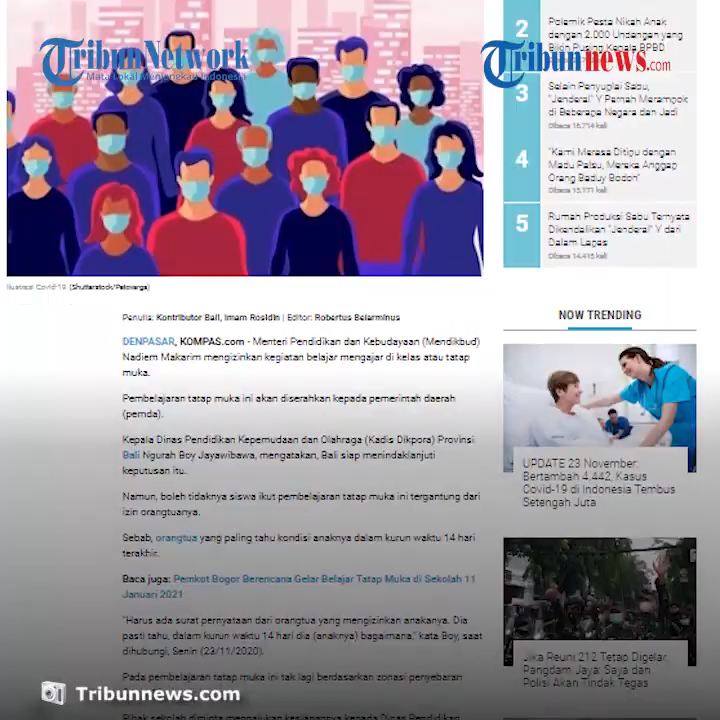 TribunNetwork
Mata Lokal Menjangkau Indonesia
Tribunnews.com
2
Polemik Pesta Nikah Anak
dengan 2.000 Undangan yang
Bikin Pusing Kepala BPBD
3
Selain Penyuplai Sabu,
"Jenderal" Y Pernah Merampok
di Beberapa Negara dan Jadi
Dibaca 16.714 kali
4
"Kami Merasa Ditipu dengan
Madu Palsu, Mereka Anggap
Orang Baduy Bodoh"
Dibaca 15.171 kali
5
Rumah Produksi Sabu Ternyata
Dikendalikan "Jenderal" Y dari
Dalam Lapas
Dibaca 14.415 kali
Ilustrasi Covid-19 (Shutterstock/Petovarga)
Penulis: Kontributor Bali, Imam Rosidin | Editor: Robertus Belarminus
DENPASAR, KOMPAS.com - Menteri Pendidikan dan Kebudayaan (Mendikbud)
Nadiem Makarim mengizinkan kegiatan belajar mengajar di kelas atau tatap
muka.
Pembelajaran tatap muka ini akan diserahkan kepada pemerintah daerah
(pemda).
Kepala Dinas Pendidikan Kepemudaan dan Olahraga (Kadis Dikpora) Provinsi
Bali Ngurah Boy Jayawibawa, mengatakan, Bali siap menindaklanjuti
keputusan itu.
Namun, boleh tidaknya siswa ikut pembelajaran tatap muka ini tergantung dari
izin orangtuanya.
Sebab, orangtua yang paling tahu kondisi anaknya dalam kurun waktu 14 hari
terakhir.
Baca juga: Pemkot Bogor Berencana Gelar Belajar Tatap Muka di Sekolah 11
Januari 2021
"Harus ada surat pernyataan dari orangtua yang mengizinkan anakanya. Dia
pasti tahu, dalam kurun waktu 14 hari dia (anaknya) bagaimana," kata Boy, saat
dihubungi, Senin (23/11/2020).
Pada pembelajaran tatap muka ini tak lagi berdasarkan zonasi penyebaran
Pihak sekolah diminta mengajukan kesiapannya kepada Dinas Pendidikan
NOW TRENDING
UPDATE 23 November:
Bertambah 4.442, Kasus
Covid-19 di Indonesia Tembus
Setengah Juta
Jika Reuni 212 Tetap Digelar,
Pangdam Jaya: Saya dan
Polisi Akan Tindak Tegas
Tribunnews.com